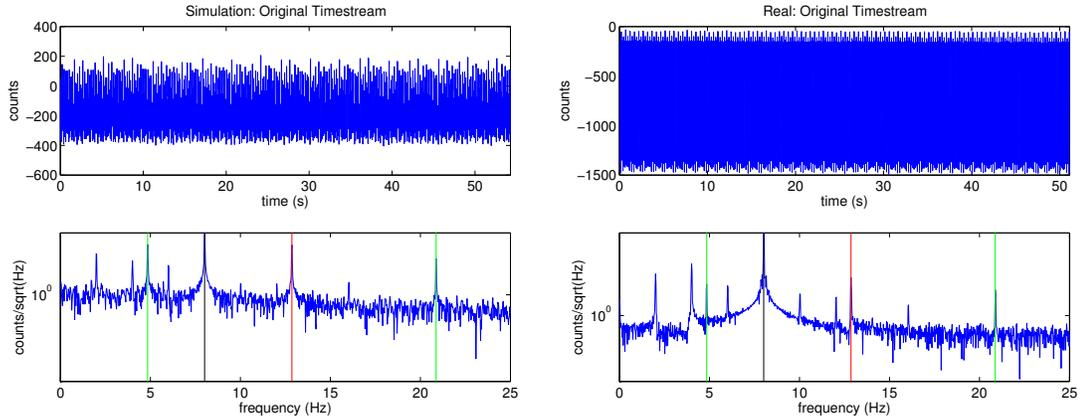 Simulation: Original Timestream
400
200
0
−200
−400
−600
counts
0 10 20 30 40 50
time (s)
Real: Original Timestream
0
−500
−1000
−1500
counts
0 10 20 30 40 50
time (s)
10^0
counts/sqrt(Hz)
0 5 10 15 20 25
frequency (Hz)
10^0
counts/sqrt(Hz)
0 5 10 15 20 25
frequency (Hz)